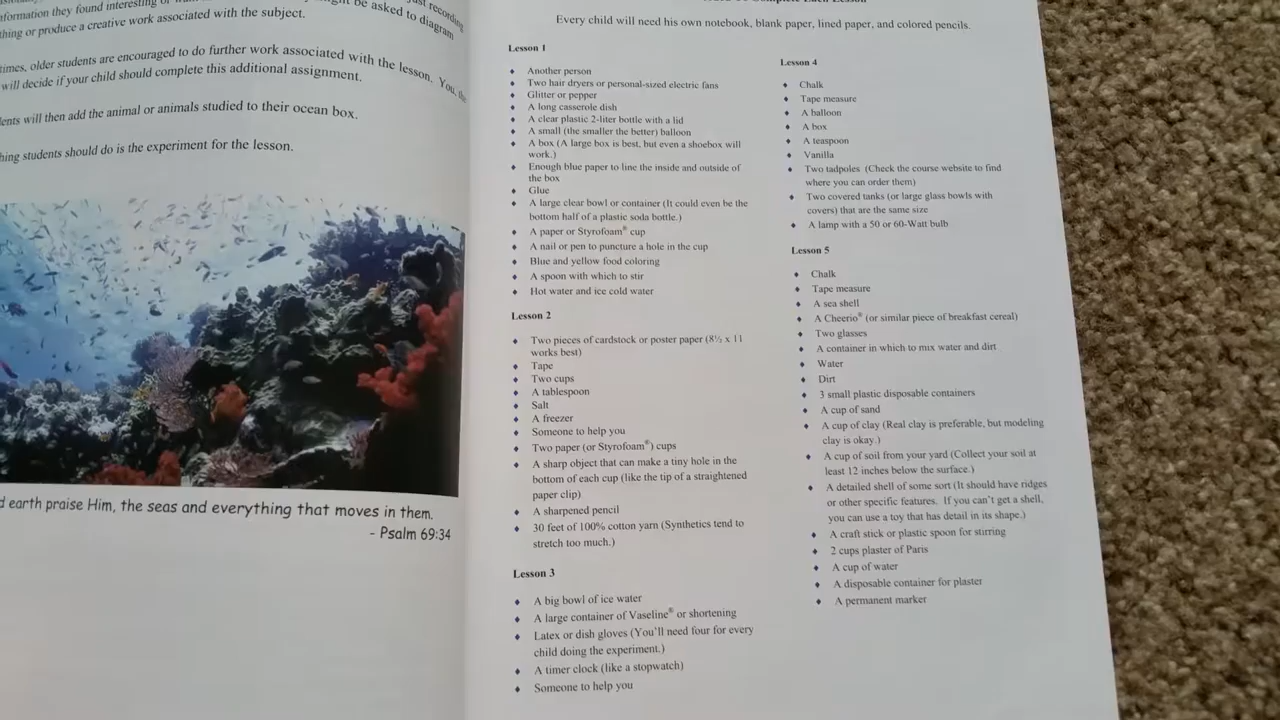 formation they found interesting
thing or produce a creative work associated with the subject.
just recording
be asked to diagram
times, older students are encouraged to do further work associated with the lesson. You, the
will decide if your child should complete this additional assignment.
ents will then add the animal or animals studied to their ocean box.
hing students should do is the experiment for the lesson.
d earth praise Him, the seas and everything that moves in them.
- Psalm 69:34
Every child will need his own notebook, blank paper, lined paper, and colored pencils.
Lesson 1
Another person
Two hair dryers or personal-sized electric fans
Glitter or pepper
A long casserole dish
A clear plastic 2-liter bottle with a lid
A small (the smaller the better) balloon
A box (A large box is best, but even a shoebox will
work.)
Enough blue paper to line the inside and outside of
the box
Glue
A large clear bowl or container (It could even be the
bottom half of a plastic soda bottle.)
A paper or Styrofoam® cup
A nail or pen to puncture a hole in the cup
Blue and yellow food coloring
A spoon with which to stir
Hot water and ice cold water
Lesson 2
Two pieces of cardstock or poster paper (8½ x 11
works best)
Tape
Two cups
A tablespoon
Salt
A freezer
Someone to help you
Two paper (or Styrofoam®) cups
A sharp object that can make a tiny hole in the
bottom of each cup (like the tip of a straightened
paper clip)
A sharpened pencil
30 feet of 100% cotton yarn (Synthetics tend to
stretch too much.)
Lesson 3
A big bowl of ice water
A large container of Vaseline® or shortening
Latex or dish gloves (You'll need four for every
child doing the experiment.)
A timer clock (like a stopwatch)
Someone to help you
Lesson 4
Chalk
Tape measure
A balloon
A box
A teaspoon
Vanilla
Two tadpoles (Check the course website to find
where you can order them)
Two covered tanks (or large glass bowls with
covers) that are the same size
A lamp with a 50 or 60-Watt bulb
Lesson 5
Chalk
Tape measure
A sea shell
A Cheerio® (or similar piece of breakfast cereal)
Two glasses
A container in which to mix water and dirt
Water
Dirt
3 small plastic disposable containers
A cup of sand
A cup of clay (Real clay is preferable, but modeling
clay is okay.)
A cup of soil from your yard (Collect your soil at
least 12 inches below the surface.)
A detailed shell of some sort (It should have ridges
or other specific features. If you can't get a shell,
you can use a toy that has detail in its shape.)
A craft stick or plastic spoon for stirring
2 cups plaster of Paris
A cup of water
A disposable container for plaster
A permanent market